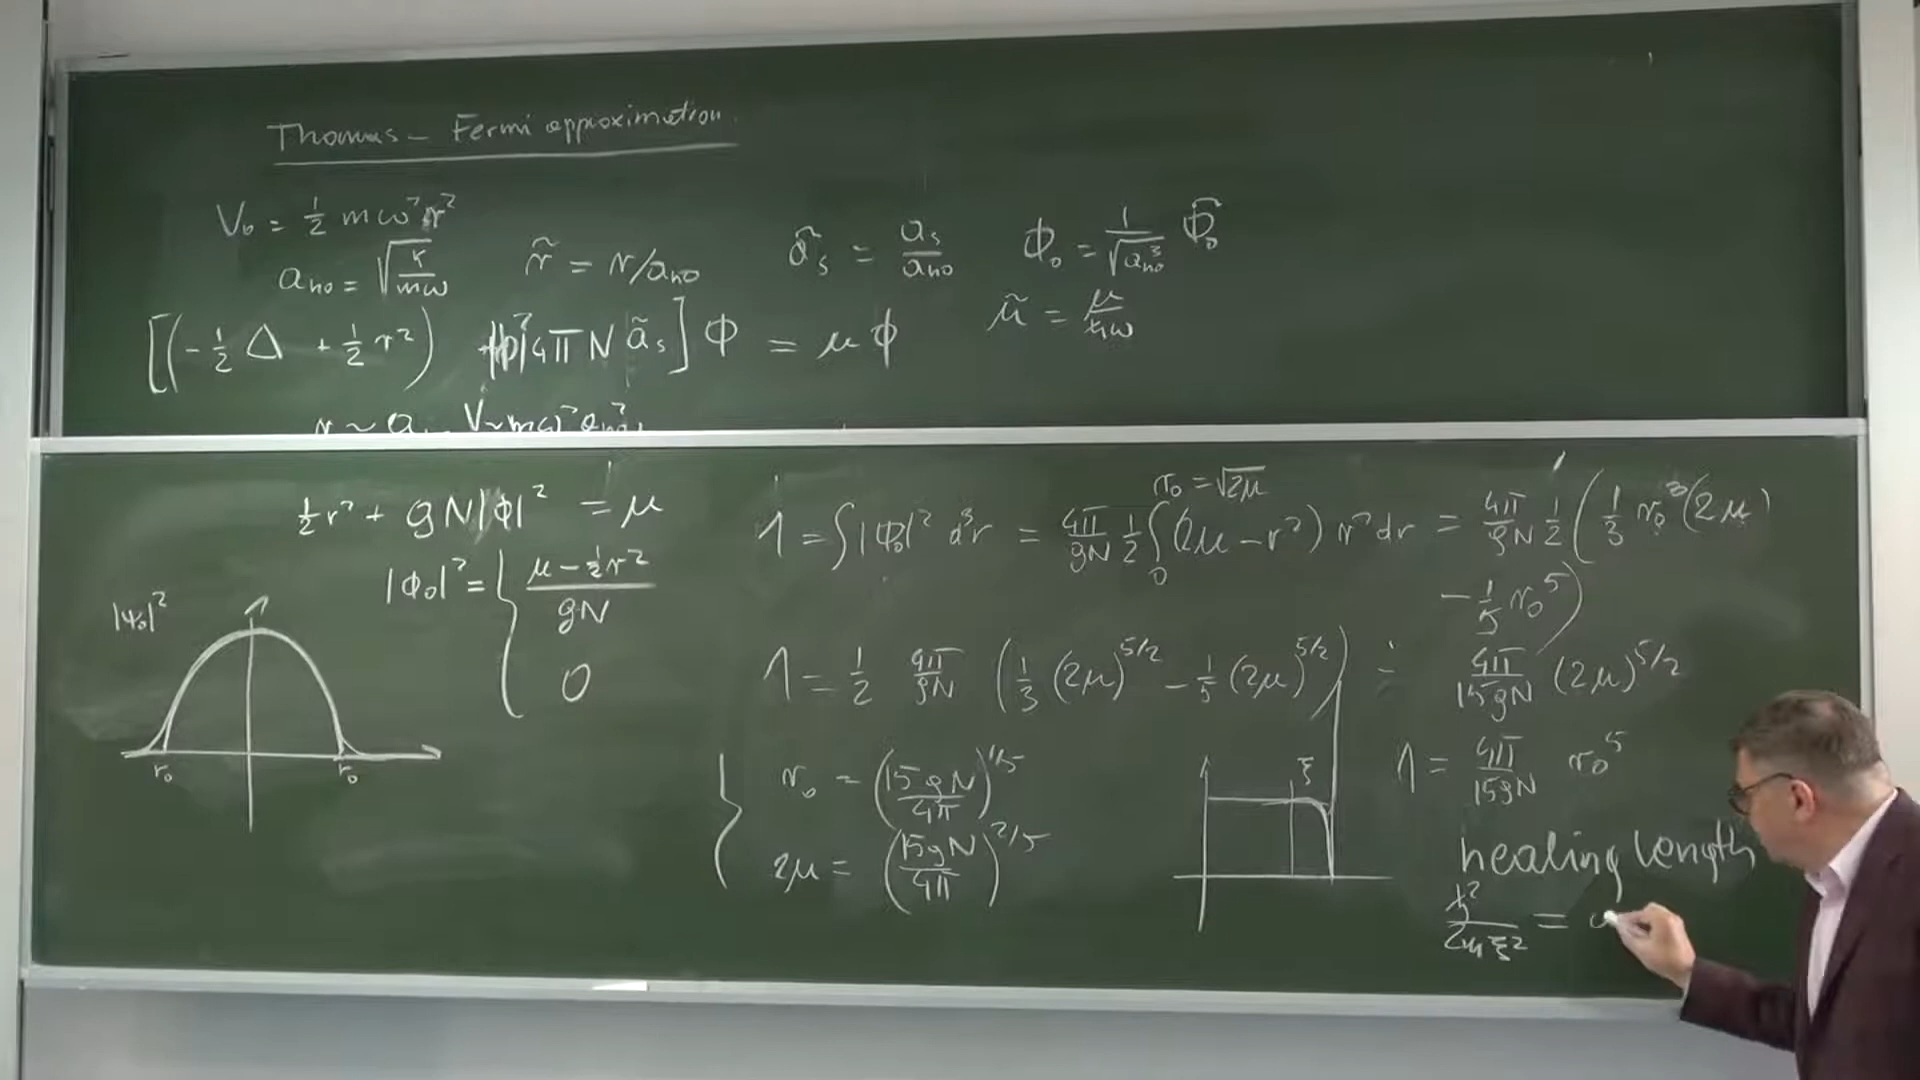 Thomas – Fermi approximation
V₀ = ½ mω²r²
a_ho = √(ħ/mω)   r̃ = r/a_ho   ã_s = a_s/a_ho   Φ₀ = 1/√(a_ho³) Φ̃₀
μ̃ = μ/ħω
[(-½ Δ + ½ r²) + |Φ|² 4π N ã_s] Φ = μ Φ
½ r² + gN|Φ|² = μ
|Φ₀|² = { (μ - ½r²)/gN
0
|ψ₀|²
r₀ r₀
r₀ = √2μ
1 = ∫|Φ₀|² d³r = 4π/gN ½ ∫₀ (2μ - r²) r² dr = 4π/gN ½ (⅓ r₀³(2μ)
- ⅕ r₀⁵)
1 = ½ 4π/gN (⅓ (2μ)^5/2 - ⅕ (2μ)^5/2) = 4π/15gN (2μ)^5/2
{ r₀ = (15gN/4π)^1/5
2μ = (15gN/4π)^2/5
ξ
1 = 4π/15gN r₀⁵
healing length
ħ²/2mξ² =